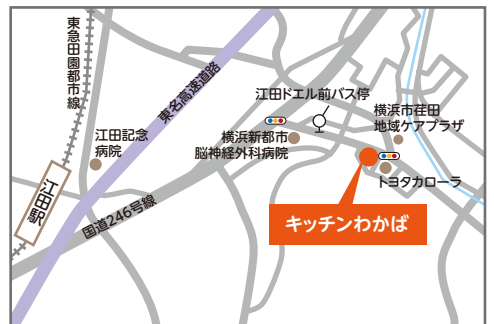 東急田園都市線
東名高速道路
江田ドエル前バス停
横浜市荏田
地域ケアプラザ
江田記念
病院
横浜新都市
脳神経外科病院
トヨタカローラ
江田駅
国道246号線
キッチンわかば